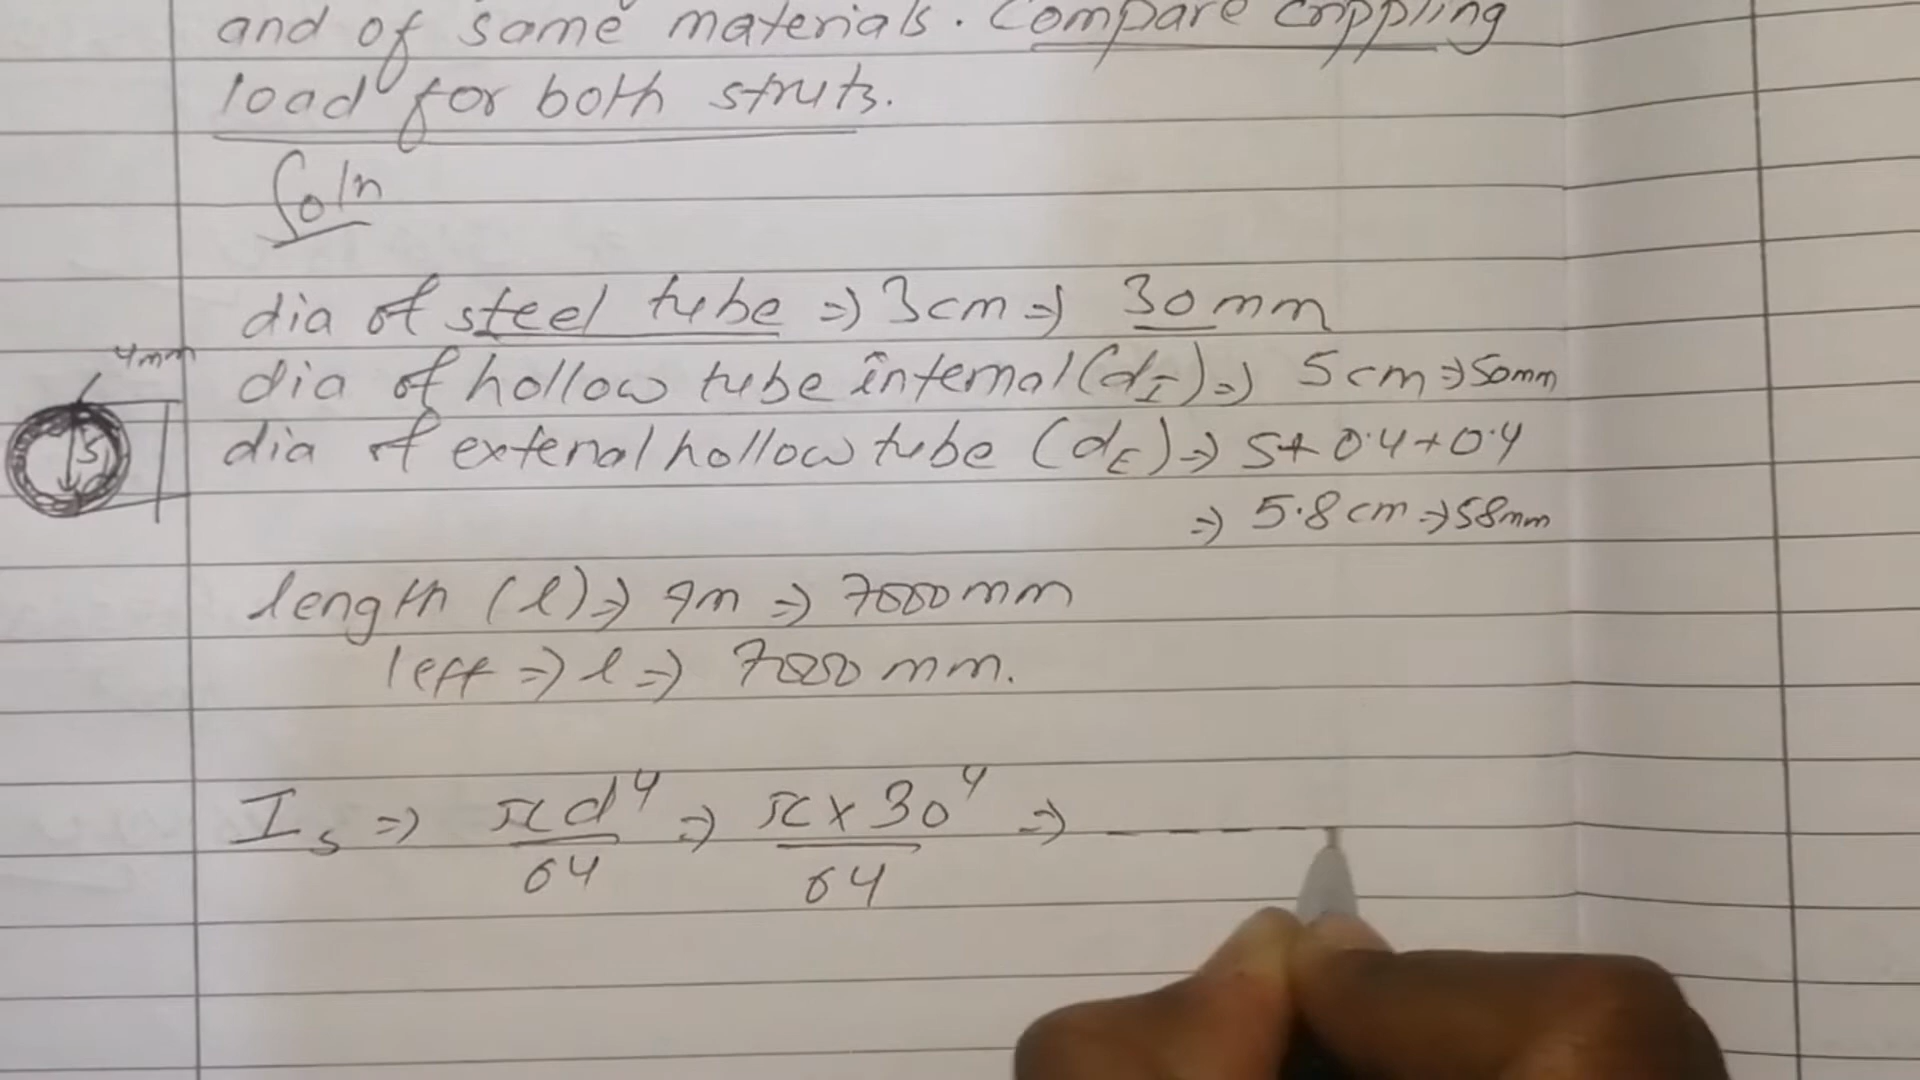 and of same materials. Compare crippling
load for both struts.
Soln
dia of steel tube => 3cm => 30mm
4mm
dia of hollow tube internal (dI) => 5cm => 50mm
5
dia of external hollow tube (dE) => 5+0.4+0.4
=> 5.8cm => 58mm
length (l) => 7m => 7000mm
leff => l => 7000 mm.
Is => πd⁴/64 => π×30⁴/64 => ----